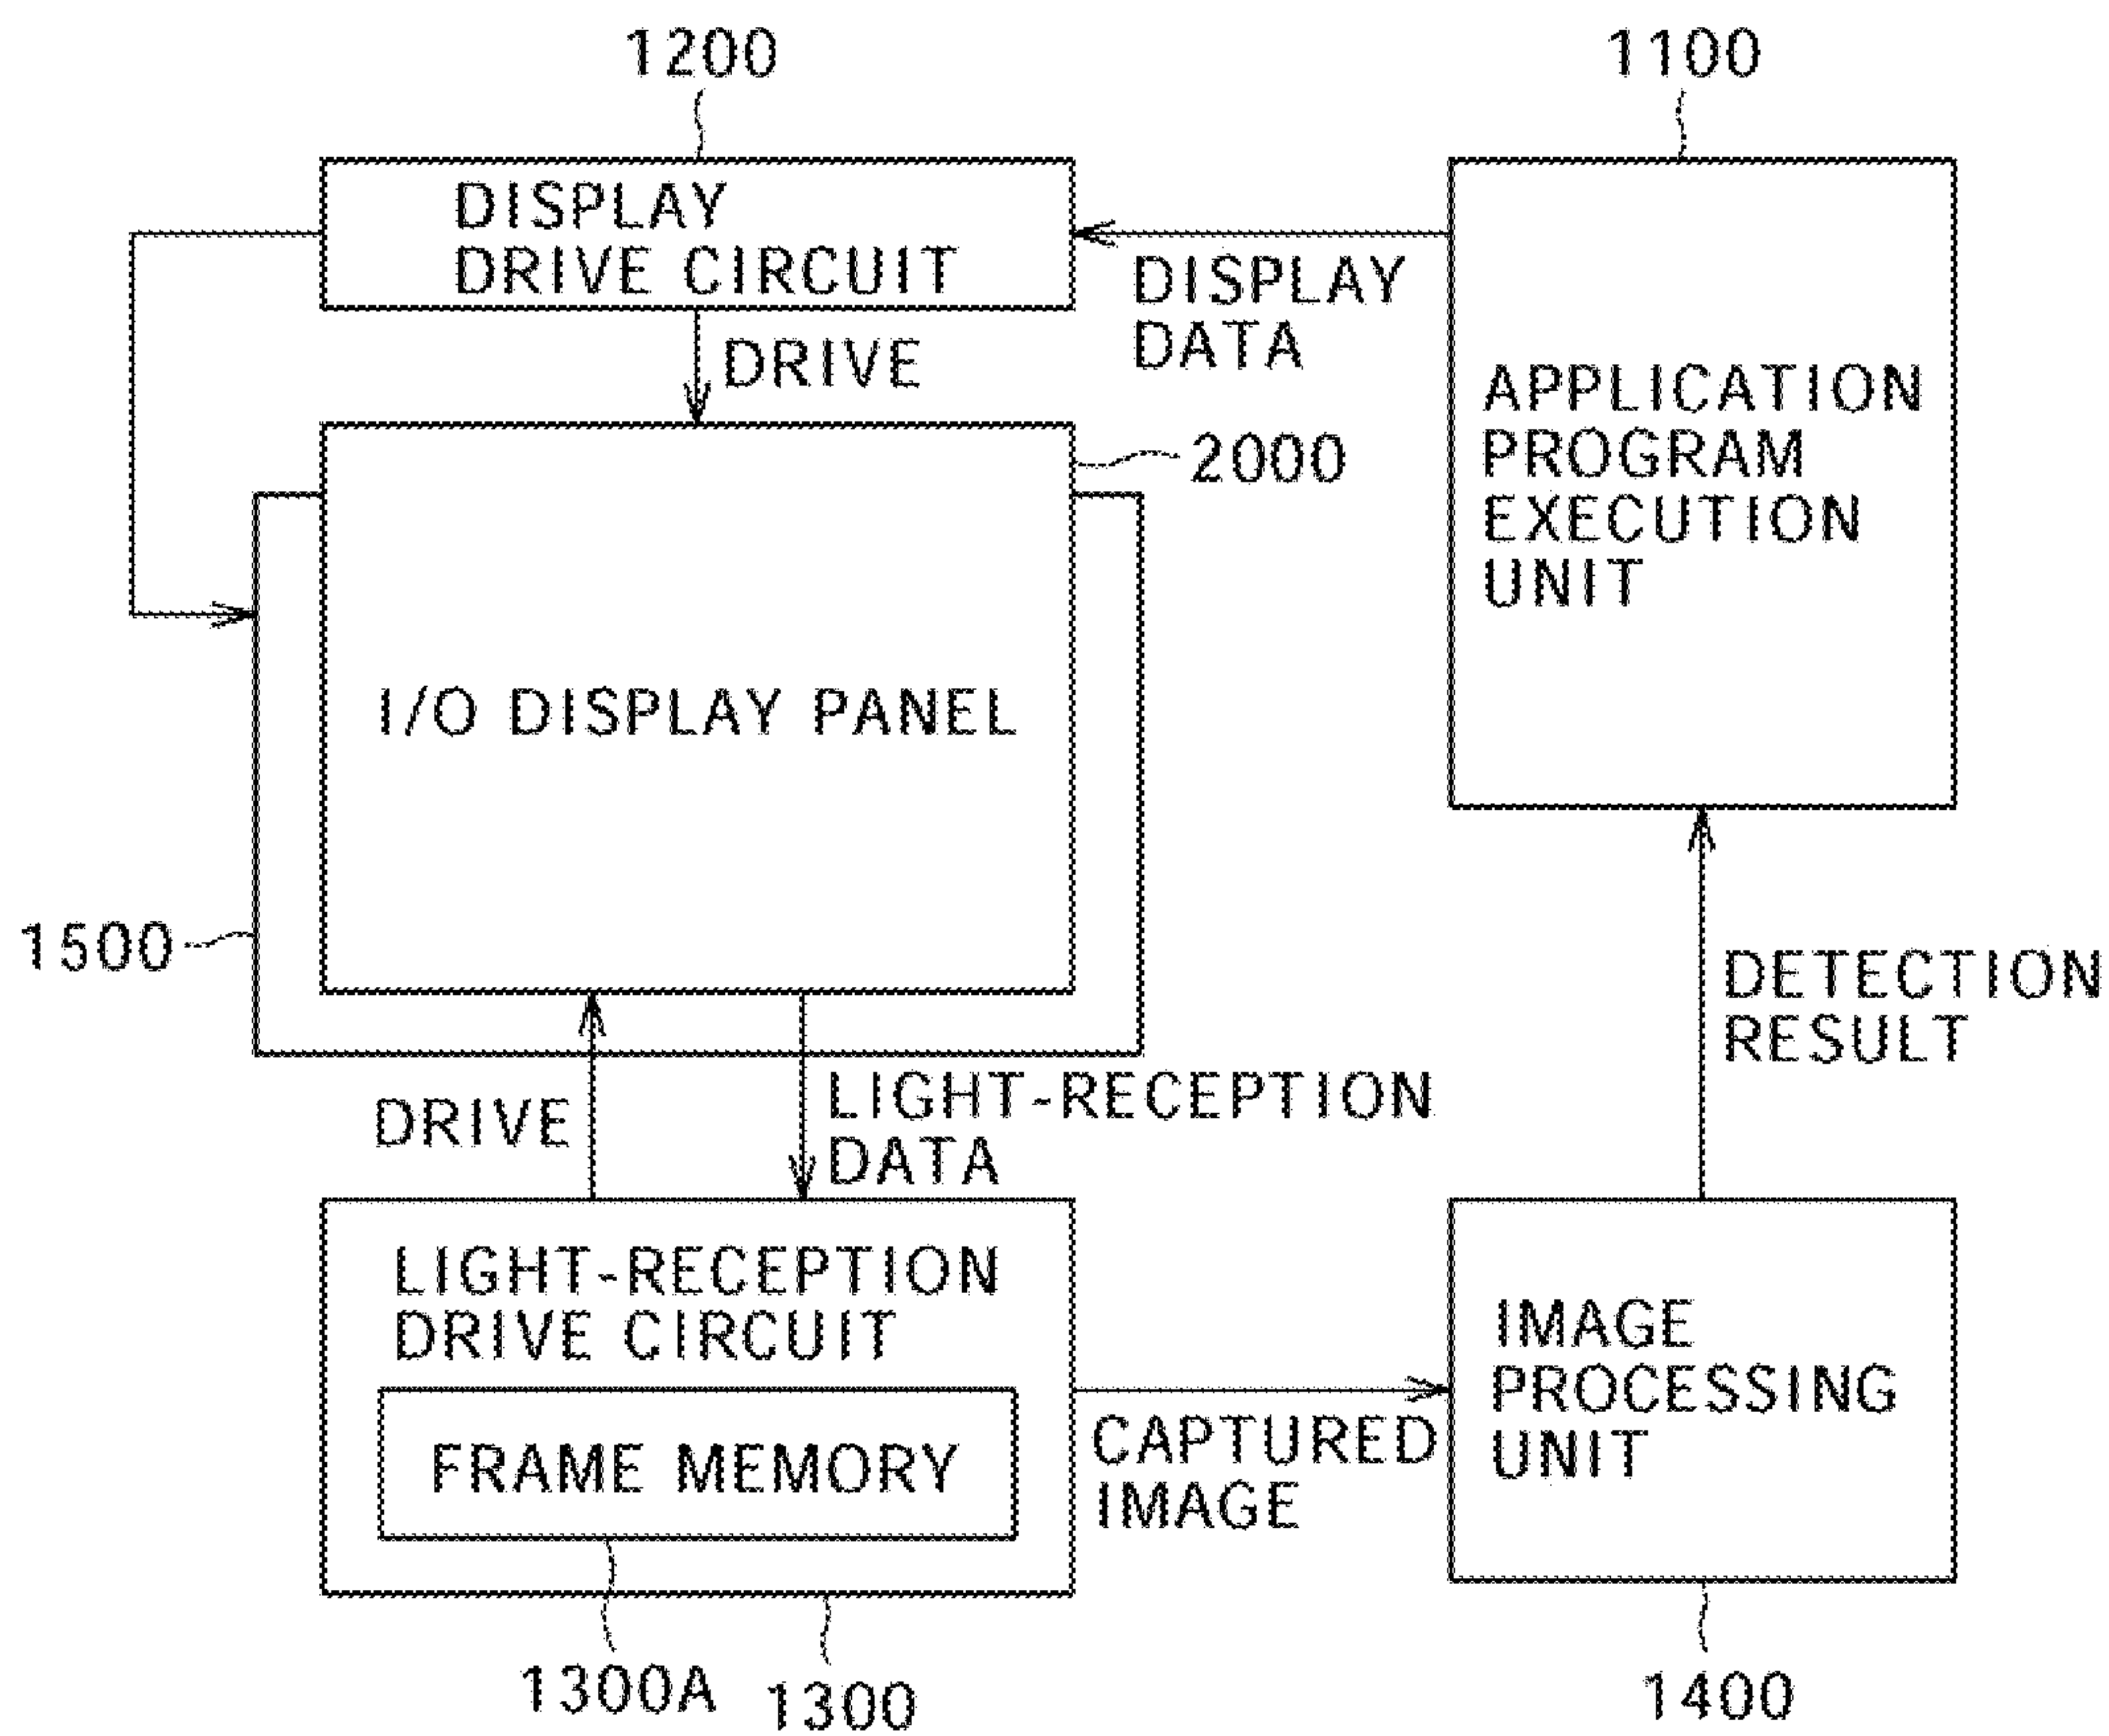 1200
1100
DISPLAY
DRIVE CIRCUIT
DISPLAY
DATA
DRIVE
APPLICATION
PROGRAM
EXECUTION
UNIT
2000
I/O DISPLAY PANEL
1500
DETECTION
RESULT
DRIVE
LIGHT-RECEPTION
DATA
LIGHT-RECEPTION
DRIVE CIRCUIT
FRAME MEMORY
CAPTURED
IMAGE
IMAGE
PROCESSING
UNIT
1300A
1300
1400